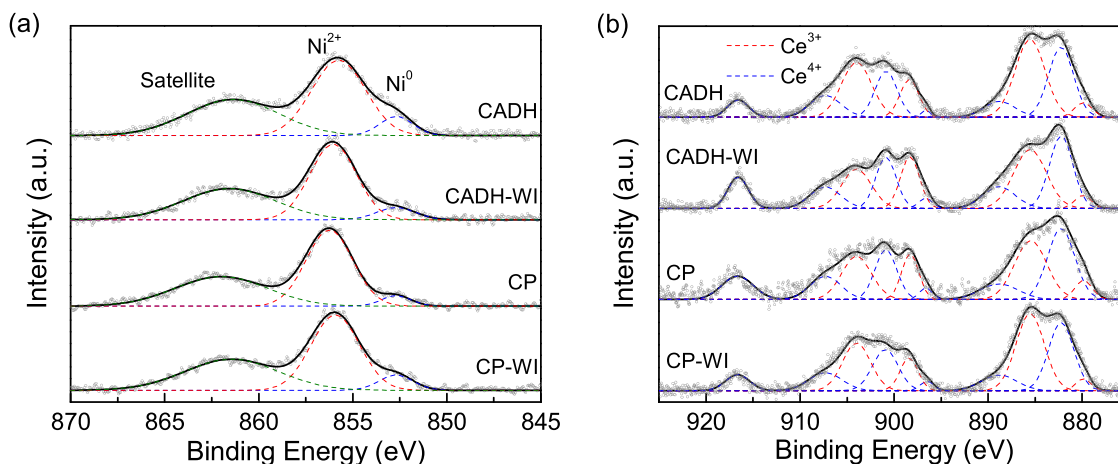 (a)
Satellite
Ni2+
Ni0
CADH
CADH-WI
CP
CP-WI
Intensity (a.u.)
870 865 860 855 850 845
Binding Energy (eV)
(b)
Ce3+
Ce4+
CADH
CADH-WI
CP
CP-WI
Intensity (a.u.)
920 910 900 890 880
Binding Energy (eV)